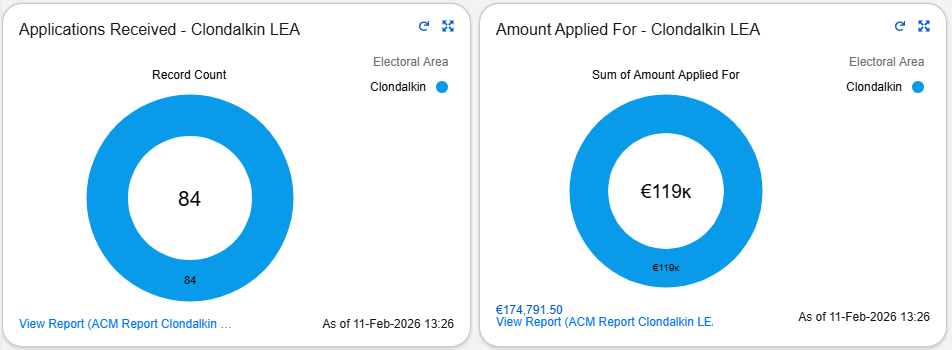 Applications Received - Clondalkin LEA
Electoral Area
Record Count
Clondalkin
84
84
View Report (ACM Report Clondalkin …
As of 11-Feb-2026 13:26
Amount Applied For - Clondalkin LEA
Electoral Area
Sum of Amount Applied For
Clondalkin
€119K
€119K
€174,791.50
View Report (ACM Report Clondalkin LE
As of 11-Feb-2026 13:26